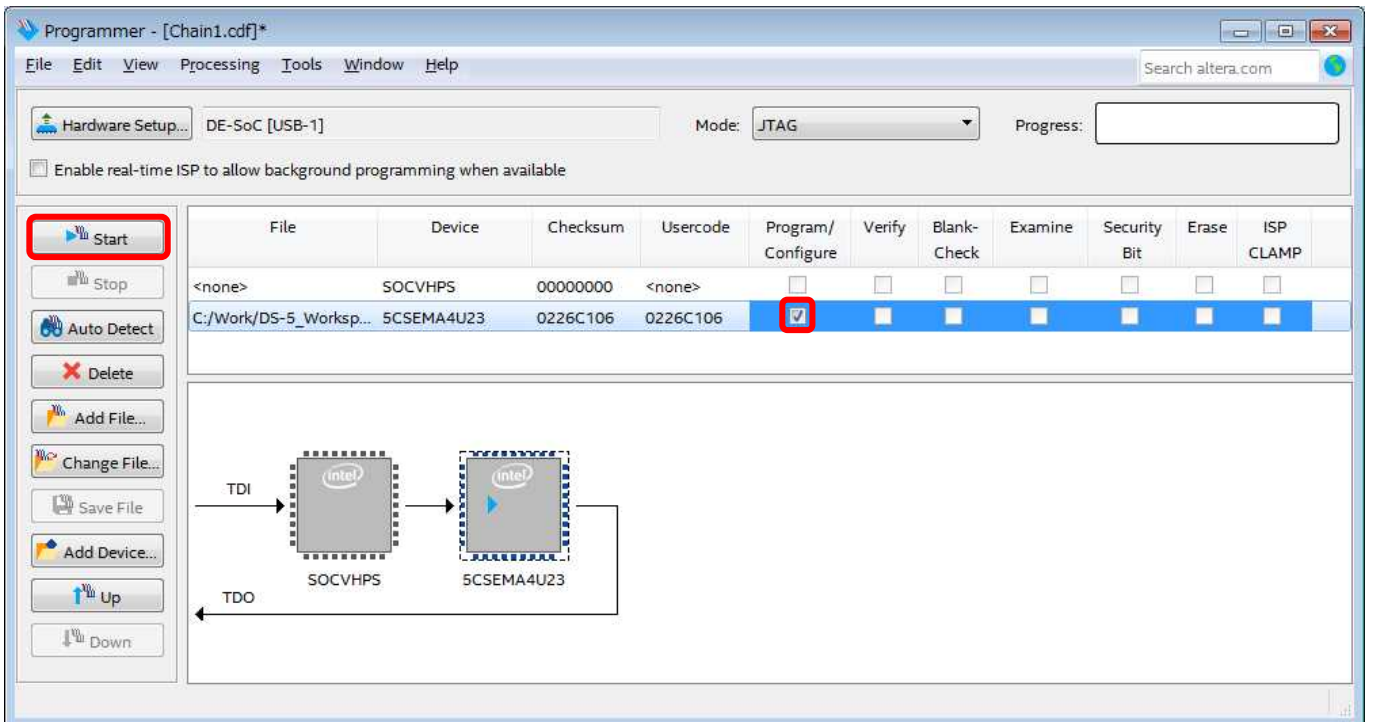 Programmer - [Chain1.cdf]*
File Edit View Processing Tools Window Help
Search altera.com
Hardware Setup... DE-SoC [USB-1] Mode: JTAG Progress:
Enable real-time ISP to allow background programming when available
Start
Stop
Auto Detect
Delete
Add File...
Change File...
Save File
Add Device...
Up
Down
File Device Checksum Usercode Program/ Configure Verify Blank- Check Examine Security Bit Erase ISP CLAMP
<none> SOCVHPS 00000000 <none>
C:/Work/DS-5_Worksp... 5CSEMA4U23 0226C106 0226C106
intel
intel
TDI
SOCVHPS
5CSEMA4U23
TDO